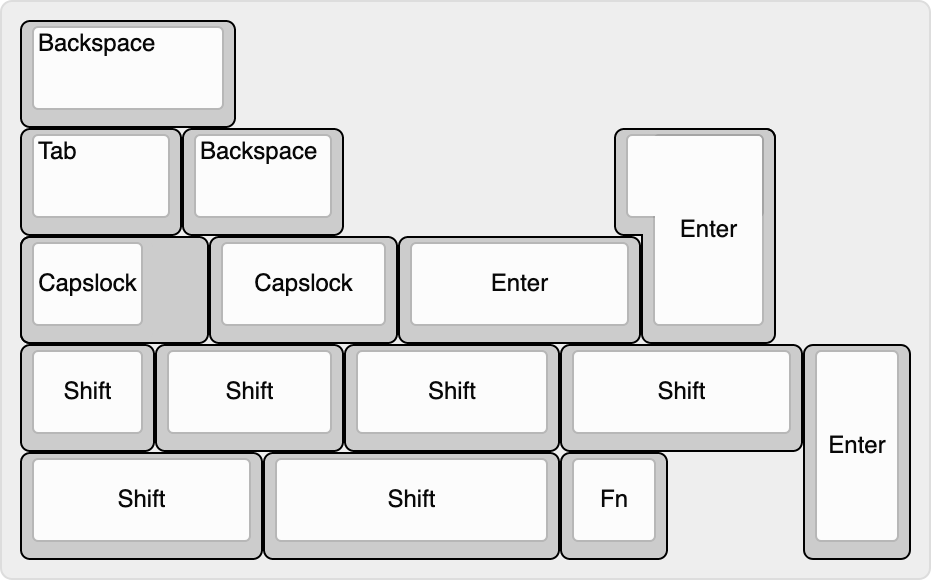 Backspace
Tab
Backspace
Enter
Capslock
Capslock
Enter
Shift
Shift
Shift
Shift
Enter
Shift
Shift
Fn